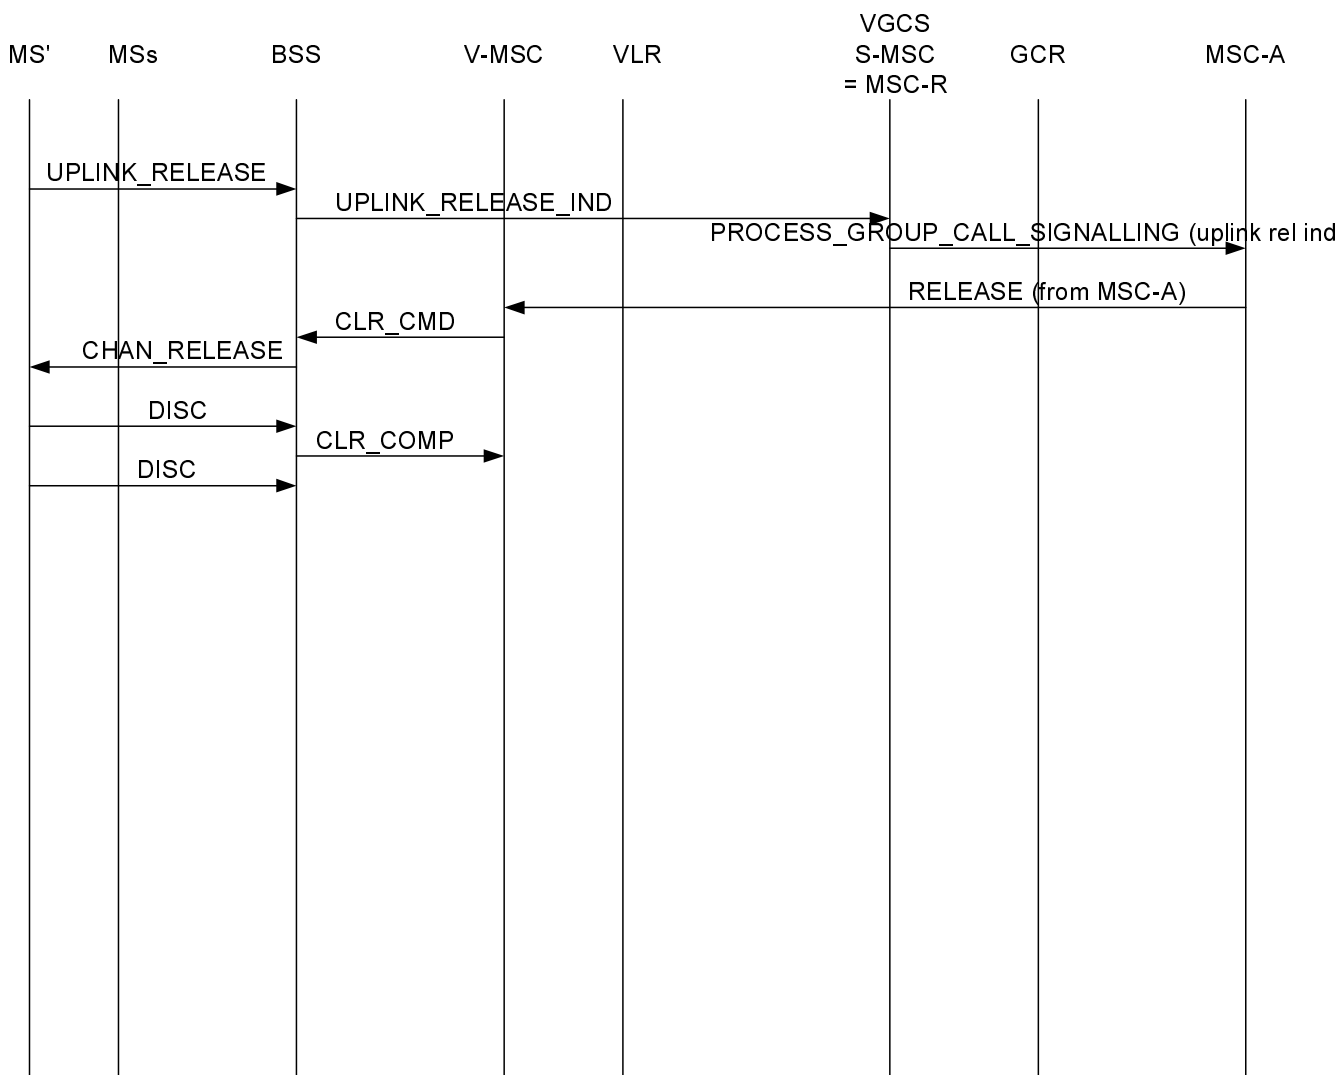 VGCS
MS' MSs BSS V-MSC VLR S-MSC GCR MSC-A
= MSC-R
UPLINK_RELEASE
UPLINK_RELEASE_IND
PROCESS_GROUP_CALL_SIGNALLING (uplink rel ind
RELEASE (from MSC-A)
CLR_CMD
CHAN_RELEASE
DISC
CLR_COMP
DISC